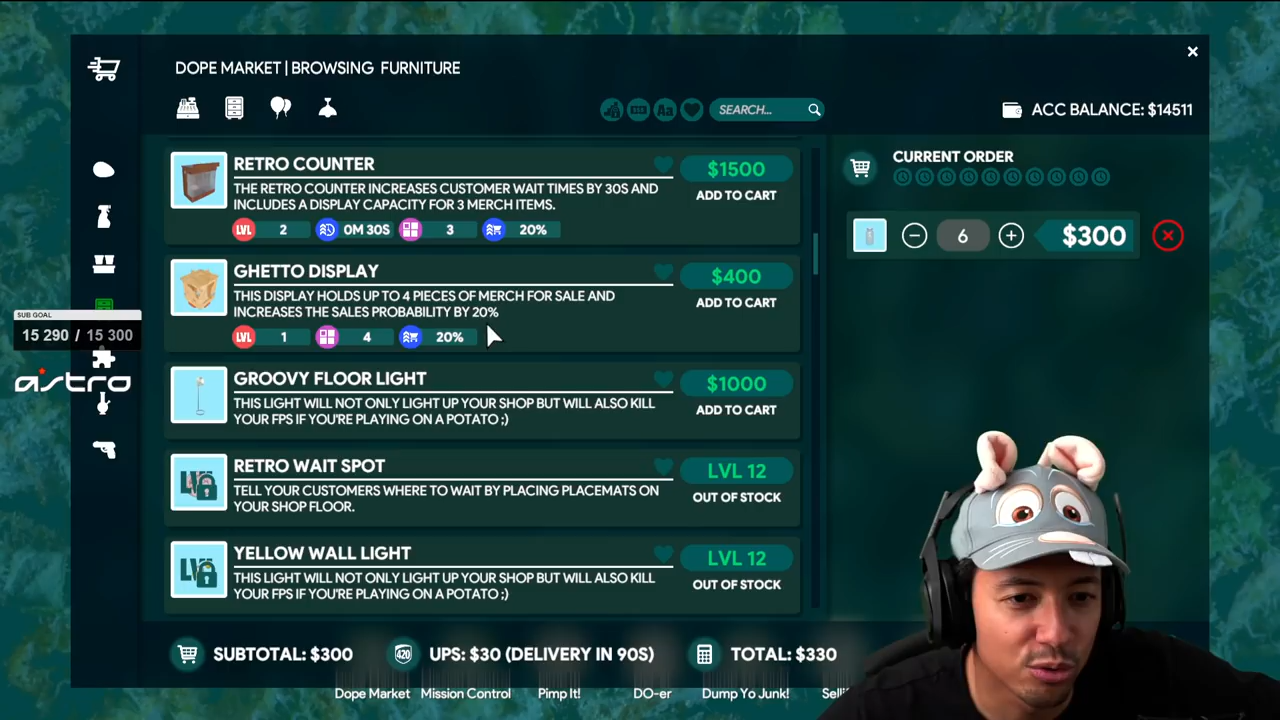 DOPE MARKET | BROWSING FURNITURE
Aa
SEARCH...
ACC BALANCE: $14511
RETRO COUNTER
THE RETRO COUNTER INCREASES CUSTOMER WAIT TIMES BY 30S AND
INCLUDES A DISPLAY CAPACITY FOR 3 MERCH ITEMS.
LVL 2 0M 30S 3 20%
$1500
ADD TO CART
GHETTO DISPLAY
THIS DISPLAY HOLDS UP TO 4 PIECES OF MERCH FOR SALE AND
INCREASES THE SALES PROBABILITY BY 20%
LVL 1 4 20%
$400
ADD TO CART
GROOVY FLOOR LIGHT
THIS LIGHT WILL NOT ONLY LIGHT UP YOUR SHOP BUT WILL ALSO KILL
YOUR FPS IF YOU'RE PLAYING ON A POTATO ;)
$1000
ADD TO CART
RETRO WAIT SPOT
TELL YOUR CUSTOMERS WHERE TO WAIT BY PLACING PLACEMATS ON
YOUR SHOP FLOOR.
LVL 12
OUT OF STOCK
YELLOW WALL LIGHT
THIS LIGHT WILL NOT ONLY LIGHT UP YOUR SHOP BUT WILL ALSO KILL
YOUR FPS IF YOU'RE PLAYING ON A POTATO ;)
LVL 12
OUT OF STOCK
CURRENT ORDER
6 $300
SUB GOAL
15 290 / 15 300
astro
SUBTOTAL: $300
420
UPS: $30 (DELIVERY IN 90S)
TOTAL: $330
Dope Market Mission Control Pimp It! DO-er Dump Yo Junk!